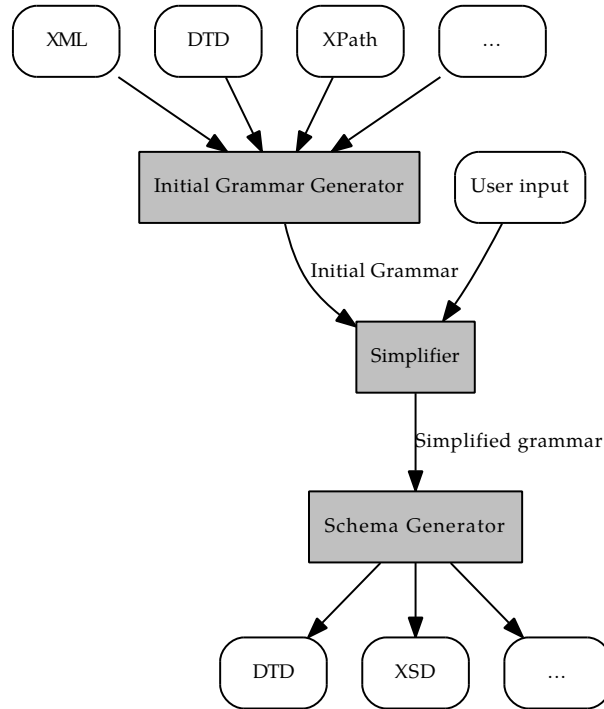 XML
DTD
XPath
...
Initial Grammar Generator
User input
Initial Grammar
Simplifier
Simplified grammar
Schema Generator
DTD
XSD
...